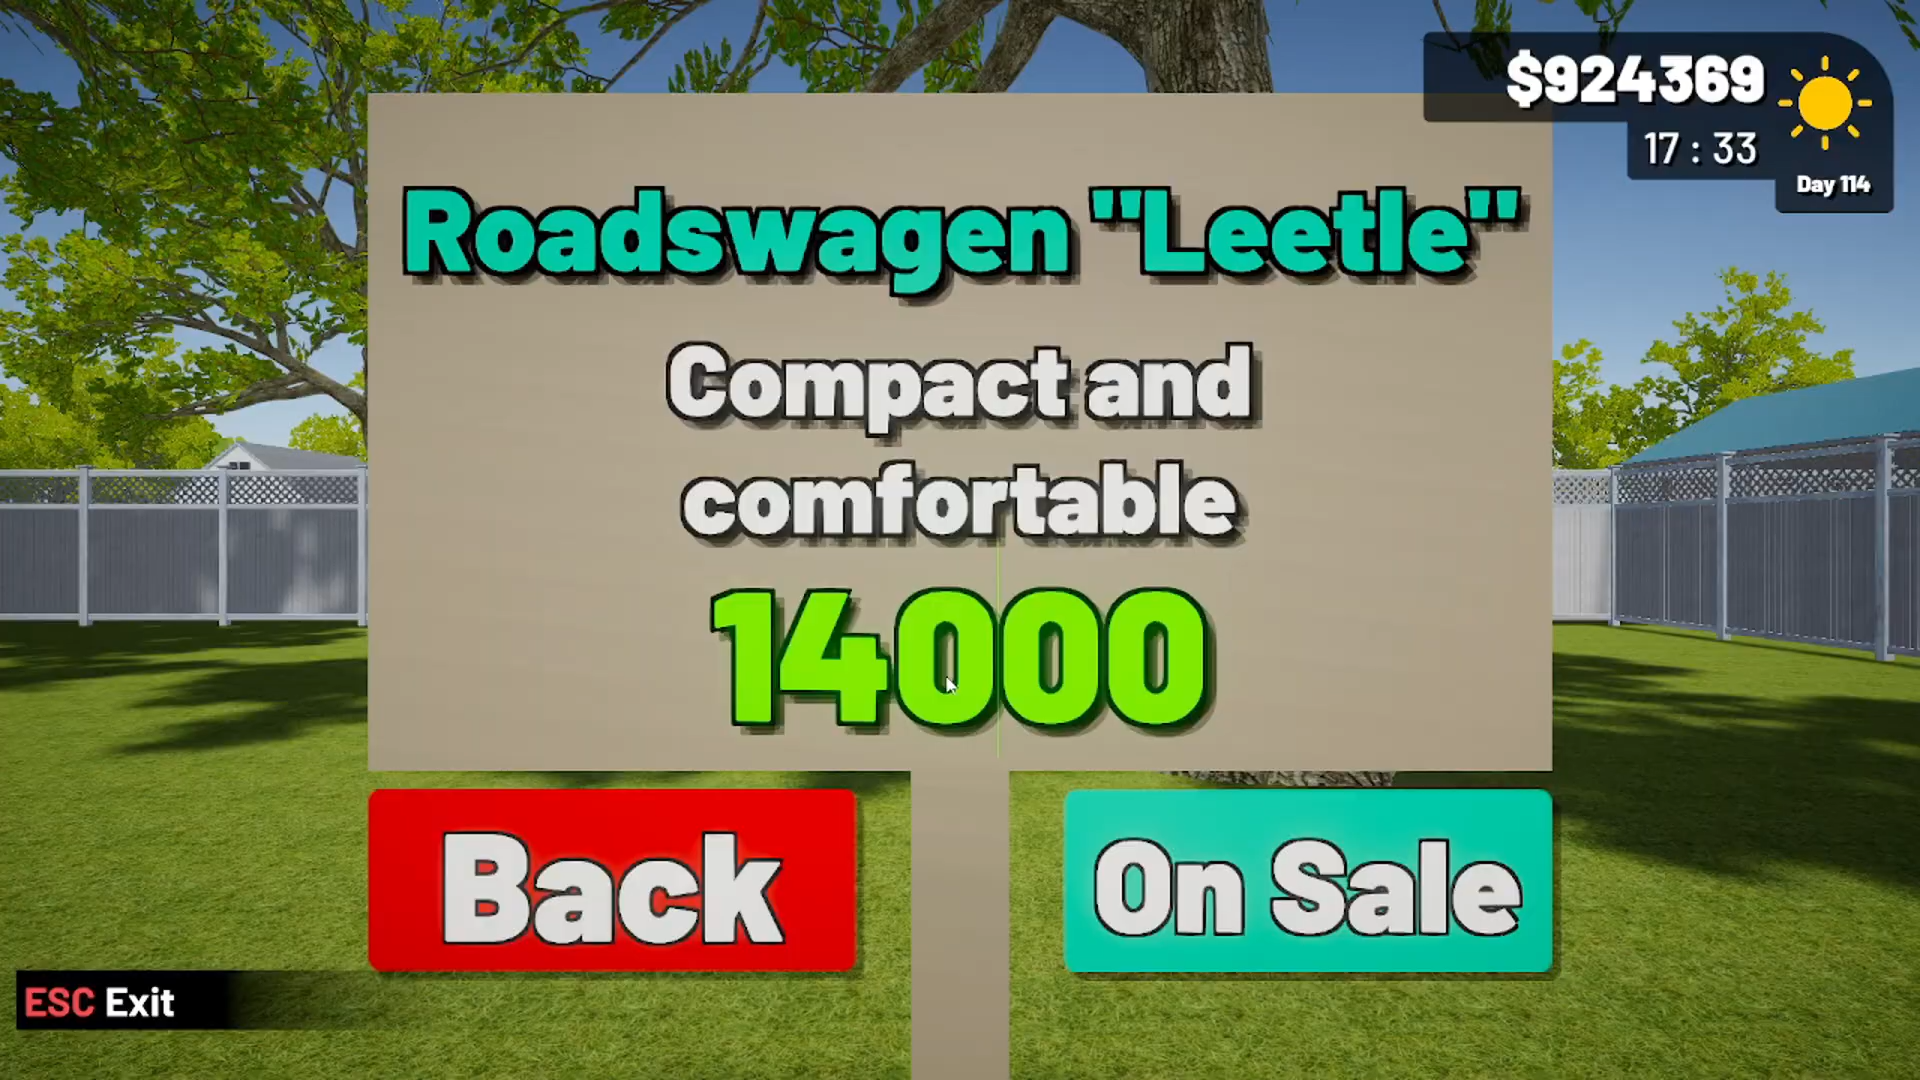 $924369
17 : 33
Day 114
Roadswagen "Leetle"
Compact and
comfortable
14000
Back
On Sale
ESC Exit